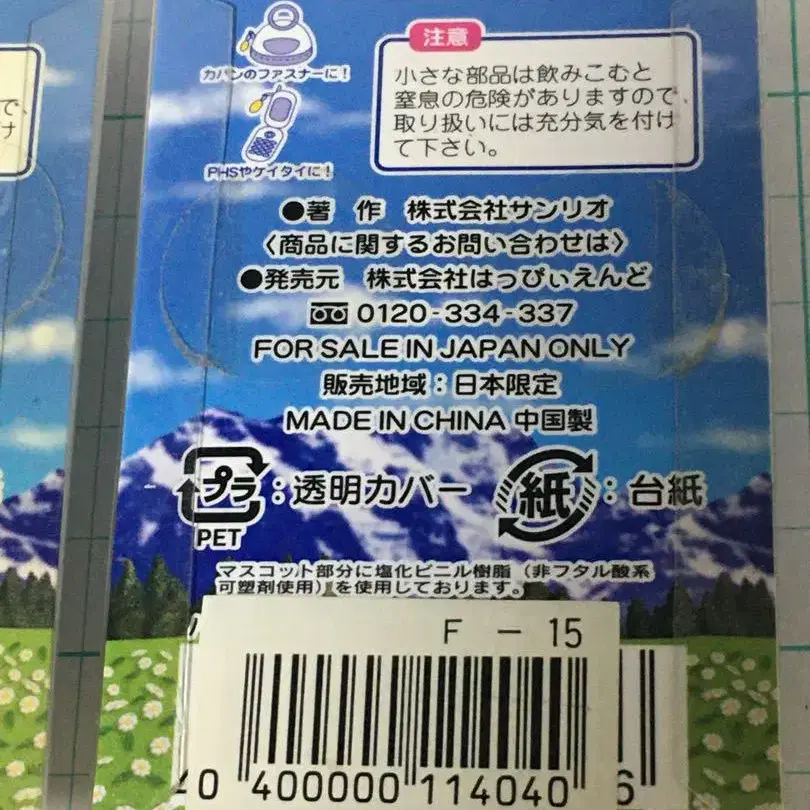 カバンのファスナーに!
PHSやケイタイに!
注意
小さな部品は飲みこむと
窒息の危険がありますので、
取り扱いには充分気を付け
て下さい。
で、
け
●著 作 株式会社サンリオ
〈商品に関するお問い合わせは〉
●発売元 株式会社はっぴぃえんど
0120-334-337
FOR SALE IN JAPAN ONLY
販売地域:日本限定
MADE IN CHINA 中国製
プラ:透明カバー 紙:台紙
PET
マスコット部分に塩化ビニル樹脂(非フタル酸系
可塑剤使用)を使用しております。
F - 15
40 400000 114040 6